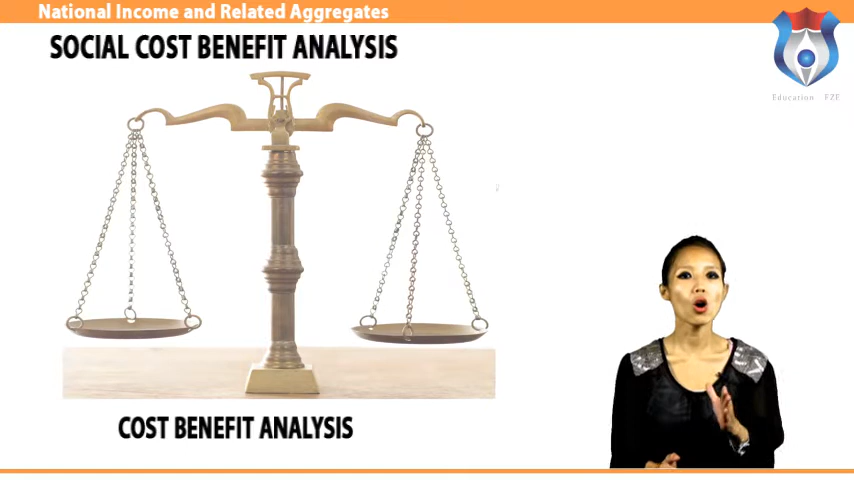 National Income and Related Aggregates
SOCIAL COST BENEFIT ANALYSIS
Education FZE
COST BENEFIT ANALYSIS